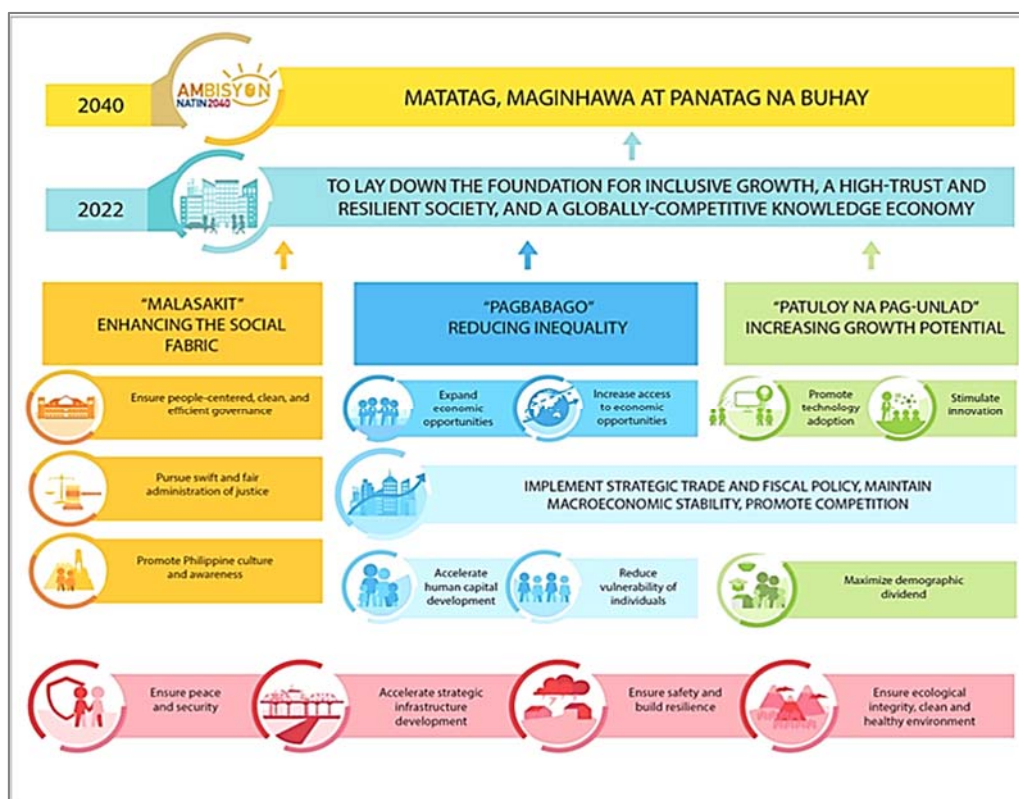 2040
AMBISYON
NATIN 2040
MATATAG, MAGINHAWA AT PANATAG NA BUHAY
2022
TO LAY DOWN THE FOUNDATION FOR INCLUSIVE GROWTH, A HIGH-TRUST AND
RESILIENT SOCIETY, AND A GLOBALLY-COMPETITIVE KNOWLEDGE ECONOMY
"MALASAKIT"
ENHANCING THE SOCIAL
FABRIC
"PAGBABAGO"
REDUCING INEQUALITY
"PATULOY NA PAG-UNLAD"
INCREASING GROWTH POTENTIAL
Ensure people-centered, clean, and
efficient governance
Expand
economic
opportunities
Increase access
to economic
opportunities
Promote
technology
adoption
Stimulate
innovation
Pursue swift and fair
administration of justice
IMPLEMENT STRATEGIC TRADE AND FISCAL POLICY, MAINTAIN
MACROECONOMIC STABILITY, PROMOTE COMPETITION
Promote Philippine culture
and awareness
Accelerate
human capital
development
Reduce
vulnerability of
individuals
Maximize demographic
dividend
Ensure peace
and security
Accelerate strategic
infrastructure
development
Ensure safety and
build resilience
Ensure ecological
integrity, clean and
healthy environment